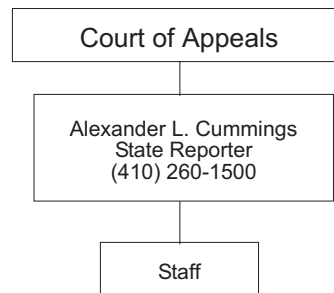 Court of Appeals
Alexander L. Cummings
State Reporter
(410) 260-1500
Staff